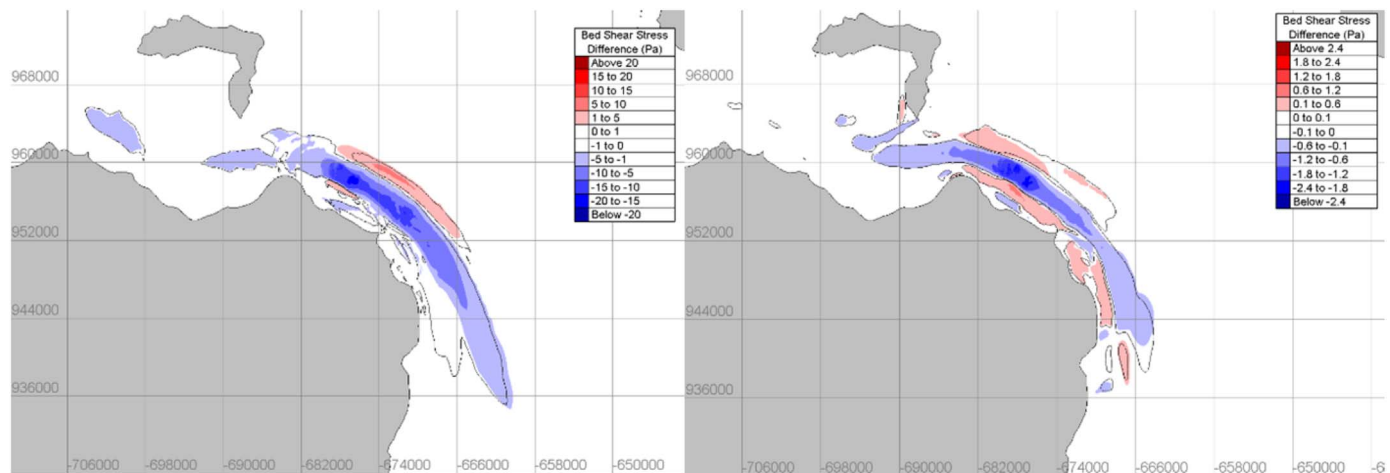 Bed Shear Stress
Difference (Pa)
Above 20
15 to 20
10 to 15
5 to 10
1 to 5
0 to 1
-1 to 0
-5 to -1
-10 to -5
-15 to -10
-20 to -15
Below -20
968000
960000
952000
944000
936000
-706000
-698000
-690000
-682000
-674000
-666000
-658000
-650000
Bed Shear Stress
Difference (Pa)
Above 2.4
1.8 to 2.4
1.2 to 1.8
0.6 to 1.2
0.1 to 0.6
0 to 0.1
-0.1 to 0
-0.6 to -0.1
-1.2 to -0.6
-1.8 to -1.2
-2.4 to -1.8
Below -2.4
968000
960000
952000
944000
936000
-706000
-698000
-690000
-682000
-674000
-666000
-658000
-650000